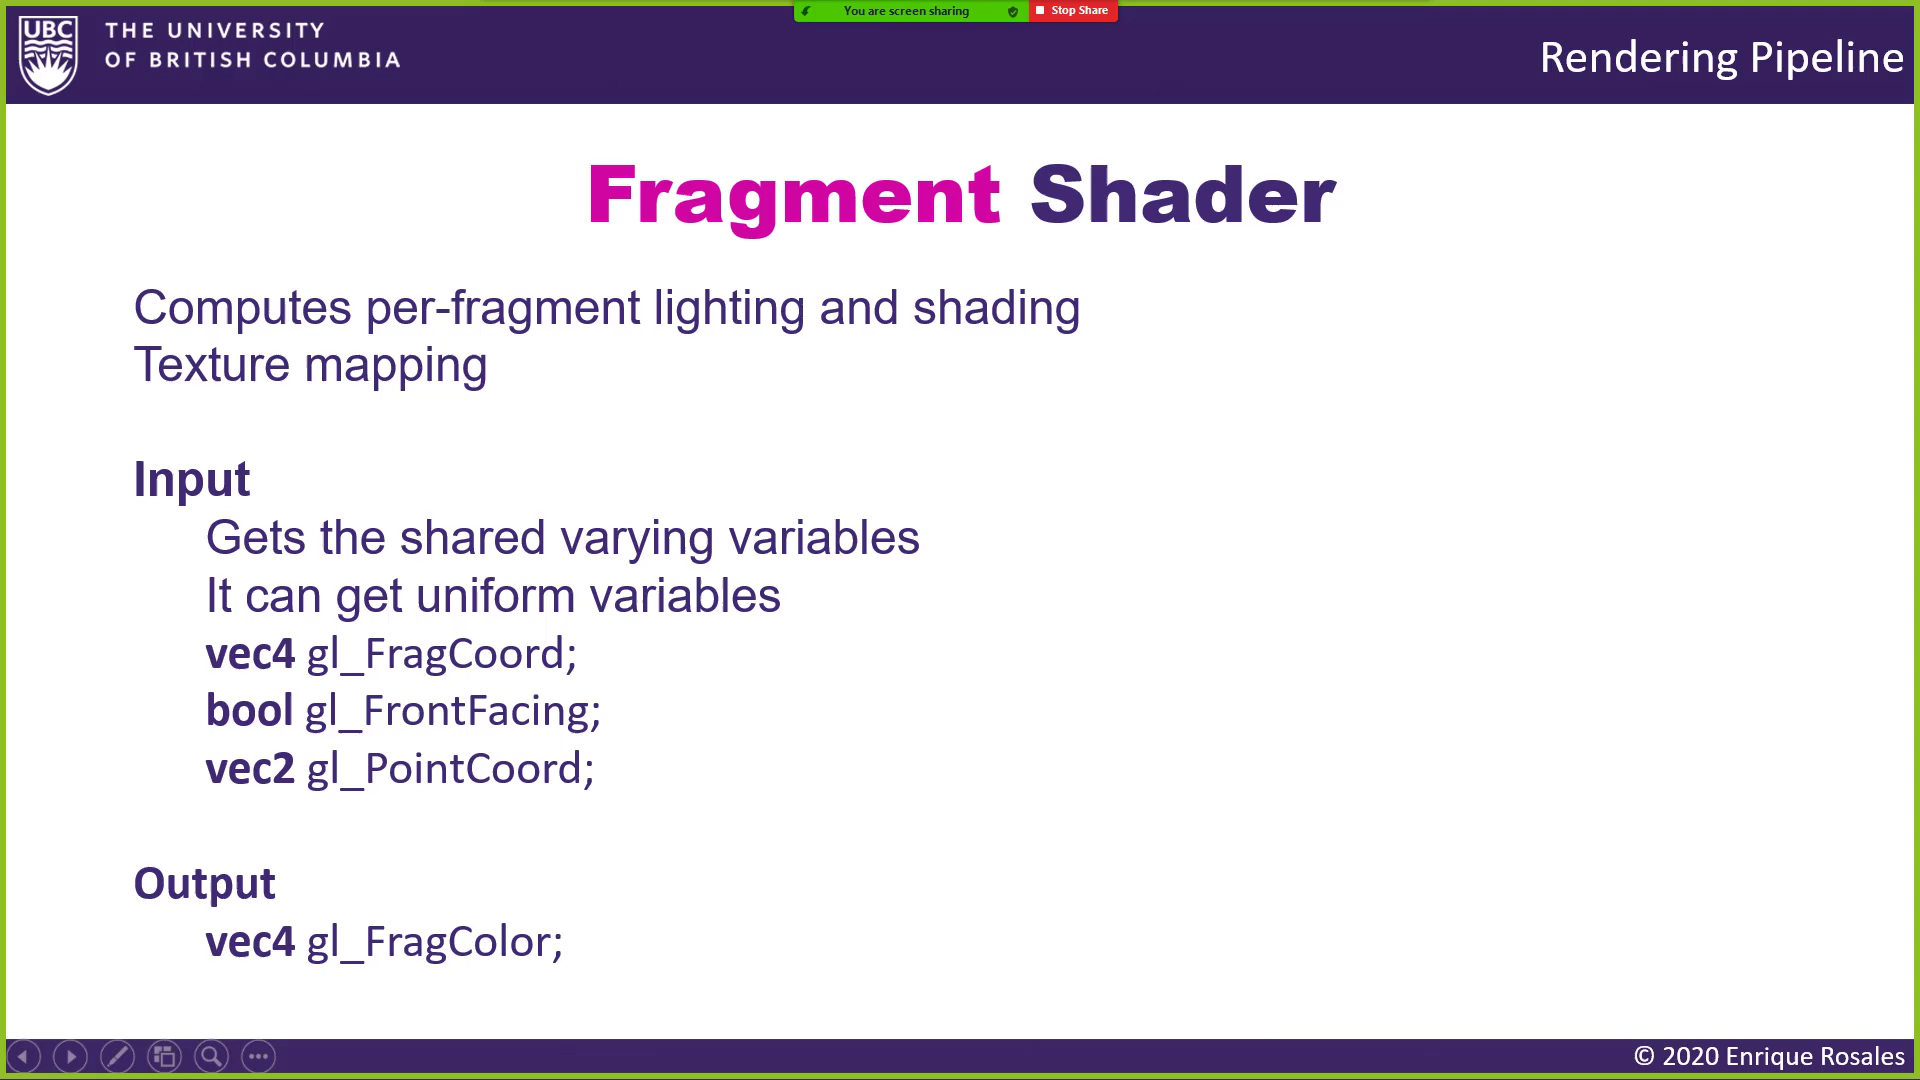 You are screen sharing
Stop Share
UBC
THE UNIVERSITY
OF BRITISH COLUMBIA
Rendering Pipeline
Fragment Shader
Computes per-fragment lighting and shading
Texture mapping
Input
Gets the shared varying variables
It can get uniform variables
vec4 gl_FragCoord;
bool gl_FrontFacing;
vec2 gl_PointCoord;
Output
vec4 gl_FragColor;
© 2020 Enrique Rosales